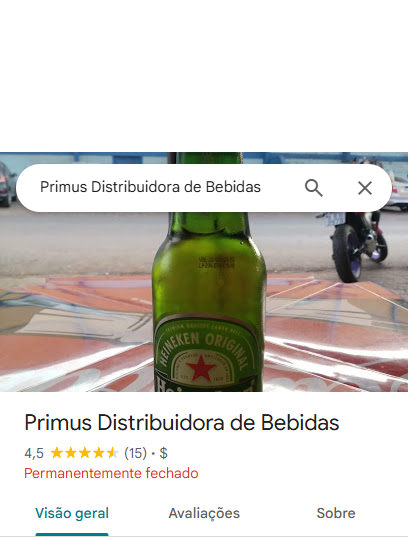 Primus Distribuidora de Bebidas
HEINEKEN ORIGINAL
Primus Distribuidora de Bebidas
4,5 (15) · $
Permanentemente fechado
Visão geral
Avaliações
Sobre